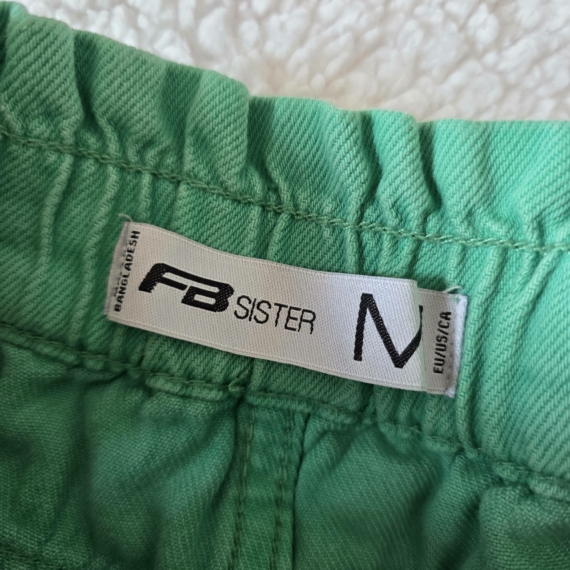 BANGLADESH
FB SISTER
M
EU/US/CA